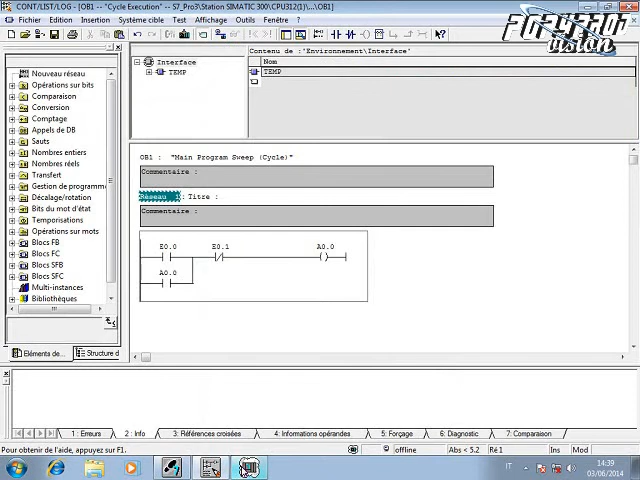 CONT/LIST/LOG - [OB1 -- "Cycle Execution" -- S7_Pro3\Station SIMATIC 300\CPU312(1)\...\OB1]
Fichier Edition Insertion Système cible Test Affichage Outils Fenêtre ?
vision
Contenu de :'Environnement\Interface'
Interface
TEMP
Nom
TEMP
Nouveau réseau
Opérations sur bits
Comparaison
Conversion
Comptage
Appels de DB
Sauts
Nombres entiers
Nombres réels
Transfert
Gestion de programme
Décalage/rotation
Bits du mot d'état
Temporisations
Opérations sur mots
Blocs FB
Blocs FC
Blocs SFB
Blocs SFC
Multi-instances
Bibliothèques
Eléments de...
Structure d
OB1 : "Main Program Sweep (Cycle)"
Commentaire :
Réseau 1: Titre :
Commentaire :
E0.0 E0.1 A0.0
A0.0
1 : Erreurs 2 : Info 3 : Références croisées 4 : Informations opérandes 5 : Forçage 6 : Diagnostic 7 : Comparaison
Pour obtenir de l'aide, appuyez sur F1.
offline Abs < 5.2 Ré 1 Ins Mod
IT
14:39
03/06/2014